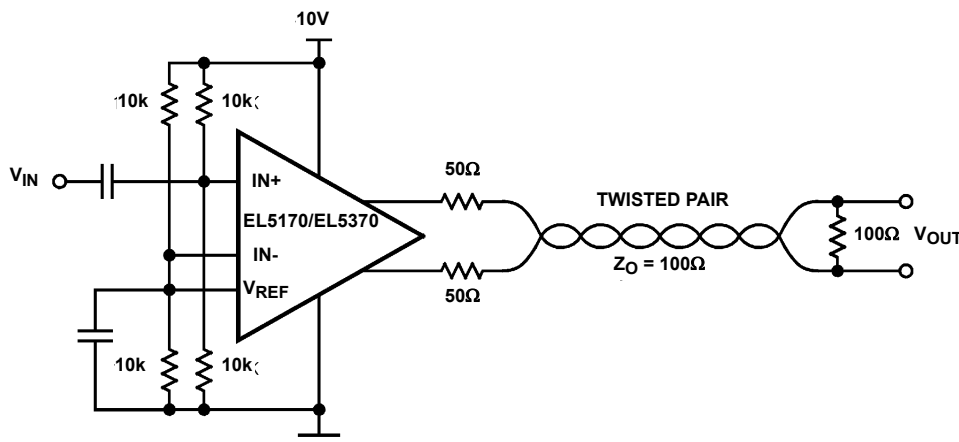 10V
10k
10k
VIN
IN+
EL5170/EL5370
IN-
VREF
10k
10k
50Ω
50Ω
TWISTED PAIR
ZO = 100Ω
100Ω
VOUT